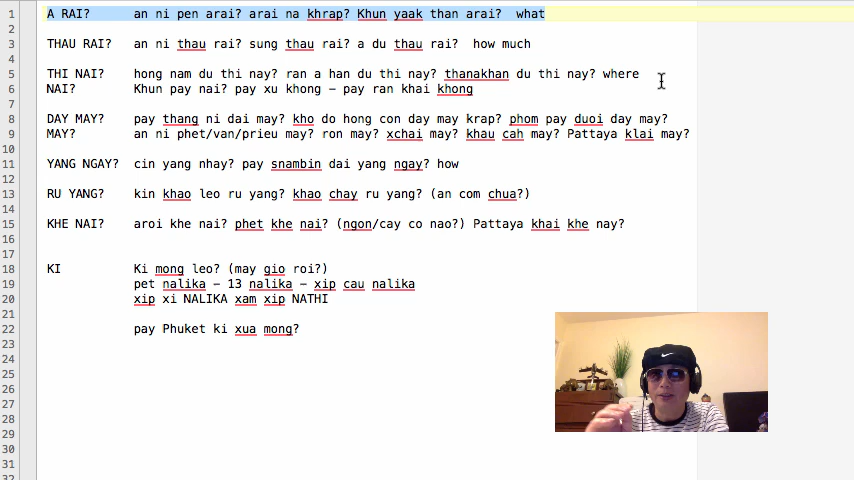 A RAI? an ni pen arai? arai na khrap? Khun yaak than arai? what
THAU RAI? an ni thau rai? sung thau rai? a du thau rai? how much
THI NAI? hong nam du thi nay? ran a han du thi nay? thanakhan du thi nay? where
NAI? Khun pay nai? pay xu khong – pay ran khai khong
DAY MAY? pay thang ni dai may? kho do hong con day may krap? phom pay duoi day may?
MAY? an ni phet/van/prieu may? ron may? xchai may? khau cah may? Pattaya klai may?
YANG NGAY? cin yang nhay? pay snambin dai yang ngay? how
RU YANG? kin khao leo ru yang? khao chay ru yang? (an com chua?)
KHE NAI? aroi khe nai? phet khe nai? (ngon/cay co nao?) Pattaya khai khe nay?
KI Ki mong leo? (may gio roi?)
pet nalika – 13 nalika – xip cau nalika
xip xi NALIKA xam xip NATHI
pay Phuket ki xua mong?